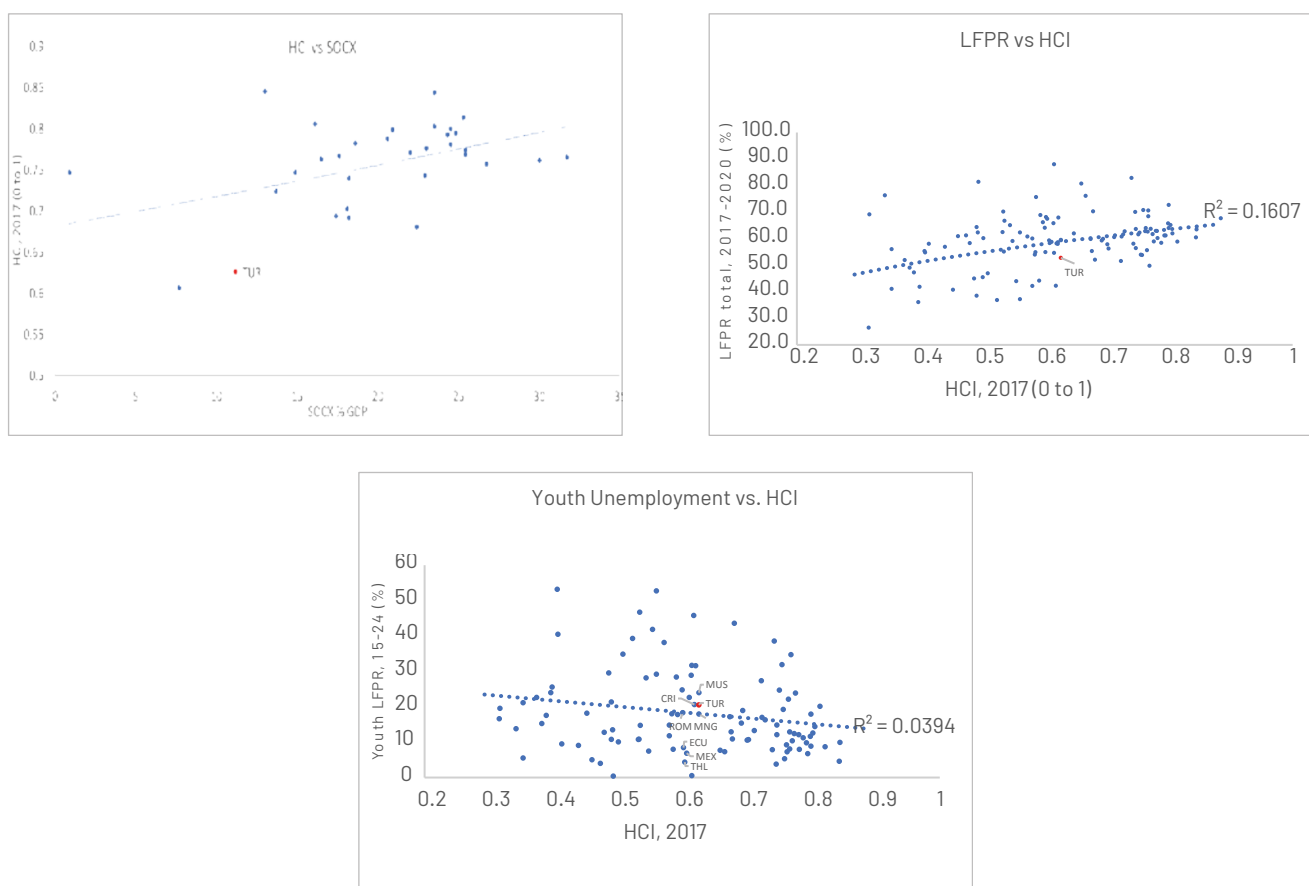 HCI vs SOCX
0.9
0.85
0.8
0.75
0.7
0.65
0.6
0.55
0.5
HCI, 2017 (0 to 1)
TUR
0 5 10 15 20 25 30 35
SOCX % GDP
LFPR vs HCI
LFPR total, 2017-2020 (%)
100.0
90.0
80.0
70.0
60.0
50.0
40.0
30.0
20.0
R² = 0.1607
TUR
0.2 0.3 0.4 0.5 0.6 0.7 0.8 0.9 1
HCI, 2017 (0 to 1)
Youth Unemployment vs. HCI
Youth LFPR, 15-24 (%)
60
50
40
30
20
10
0
MUS
CRI TUR
ROM MNG
ECU
MEX
THL
R² = 0.0394
0.2 0.3 0.4 0.5 0.6 0.7 0.8 0.9 1
HCI, 2017